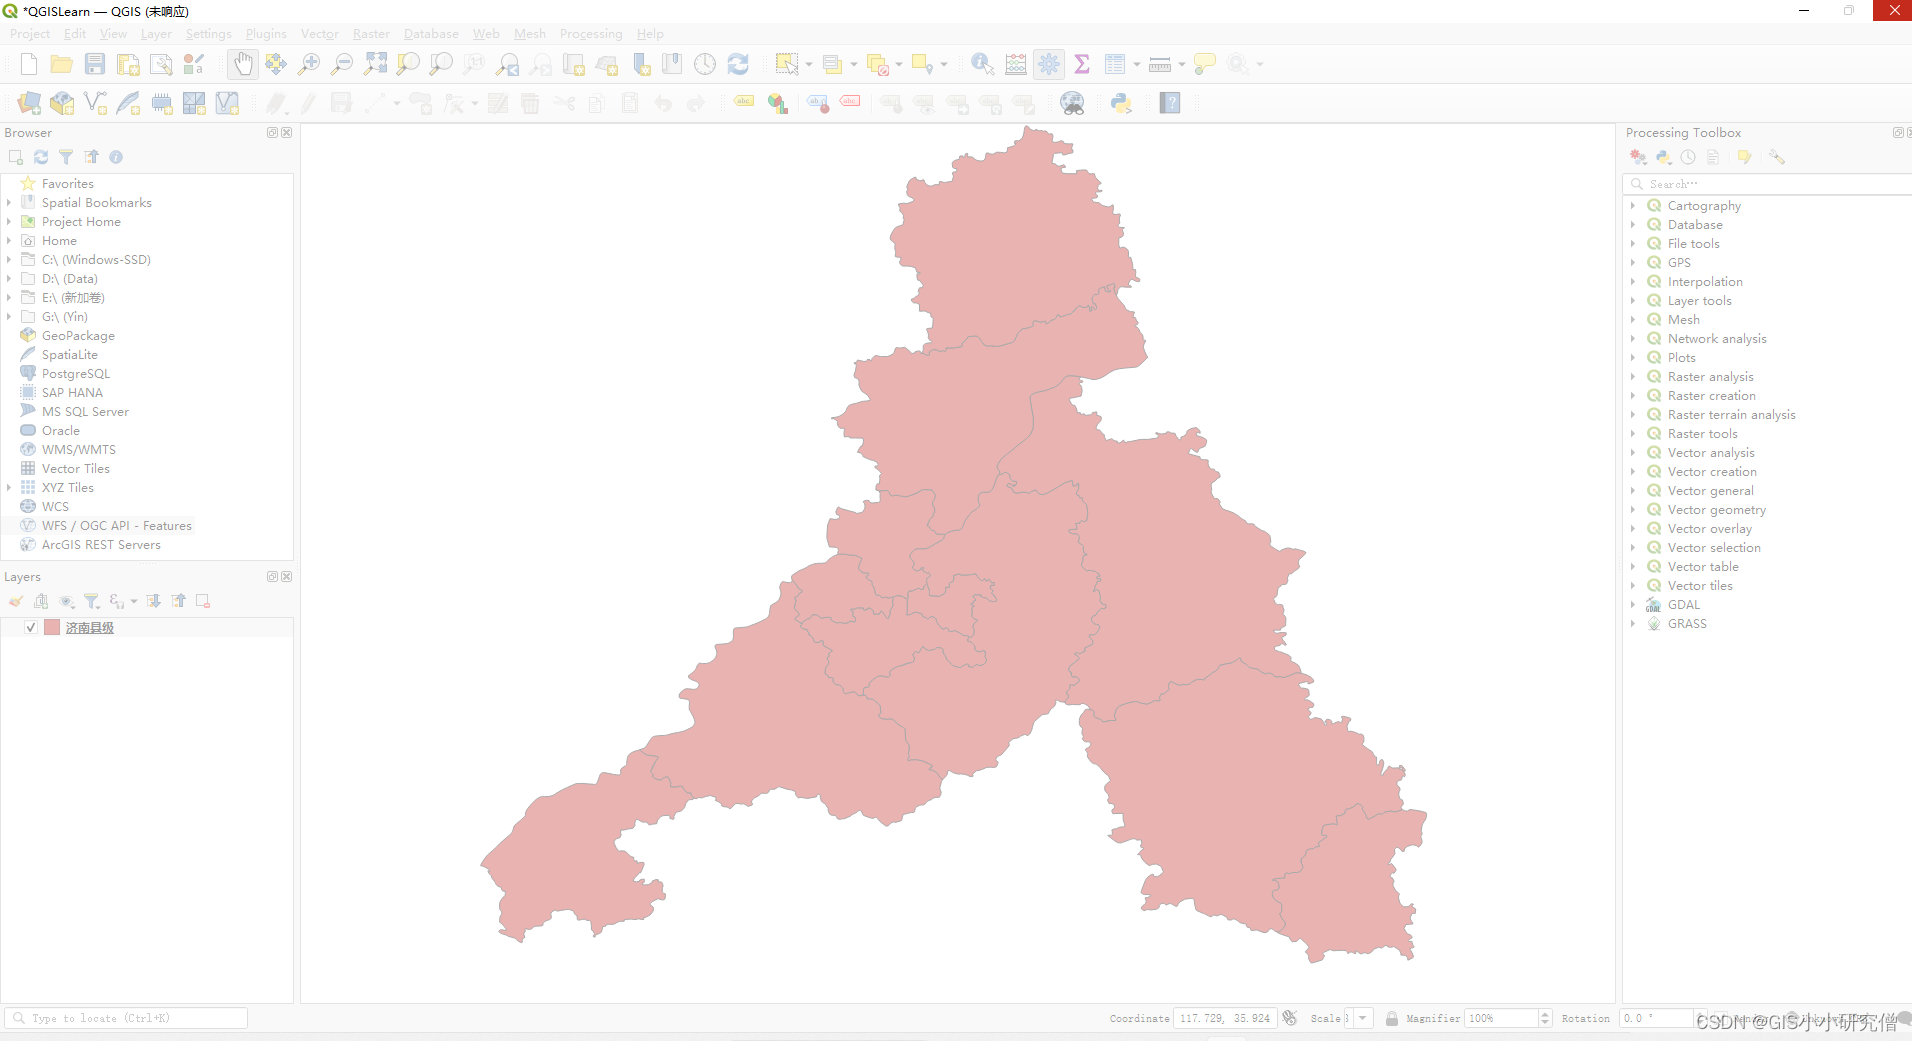 *QGISLearn — QGIS (未响应)
Project Edit View Layer Settings Plugins Vector Raster Database Web Mesh Processing Help
Browser
Favorites
Spatial Bookmarks
Project Home
Home
C:\ (Windows-SSD)
D:\ (Data)
E:\ (新加卷)
G:\ (Yin)
GeoPackage
SpatiaLite
PostgreSQL
SAP HANA
MS SQL Server
Oracle
WMS/WMTS
Vector Tiles
XYZ Tiles
WCS
WFS / OGC API - Features
ArcGIS REST Servers
Layers
济南县级
Processing Toolbox
Search…
Cartography
Database
File tools
GPS
Interpolation
Layer tools
Mesh
Network analysis
Plots
Raster analysis
Raster creation
Raster terrain analysis
Raster tools
Vector analysis
Vector creation
Vector general
Vector geometry
Vector overlay
Vector selection
Vector table
Vector tiles
GDAL
GRASS
Type to locate (Ctrl+K)
Coordinate 117.729, 35.924 Scale Magnifier 100% Rotation 0.0 °
CSDN @GIS小小研究僧